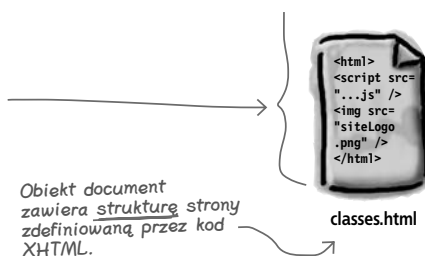 <html>
<script src=
"...js" />
<img src=
"siteLogo
.png" />
</html>
Obiekt document
zawiera strukturę strony
zdefiniowaną przez kod
XHTML.
classes.html